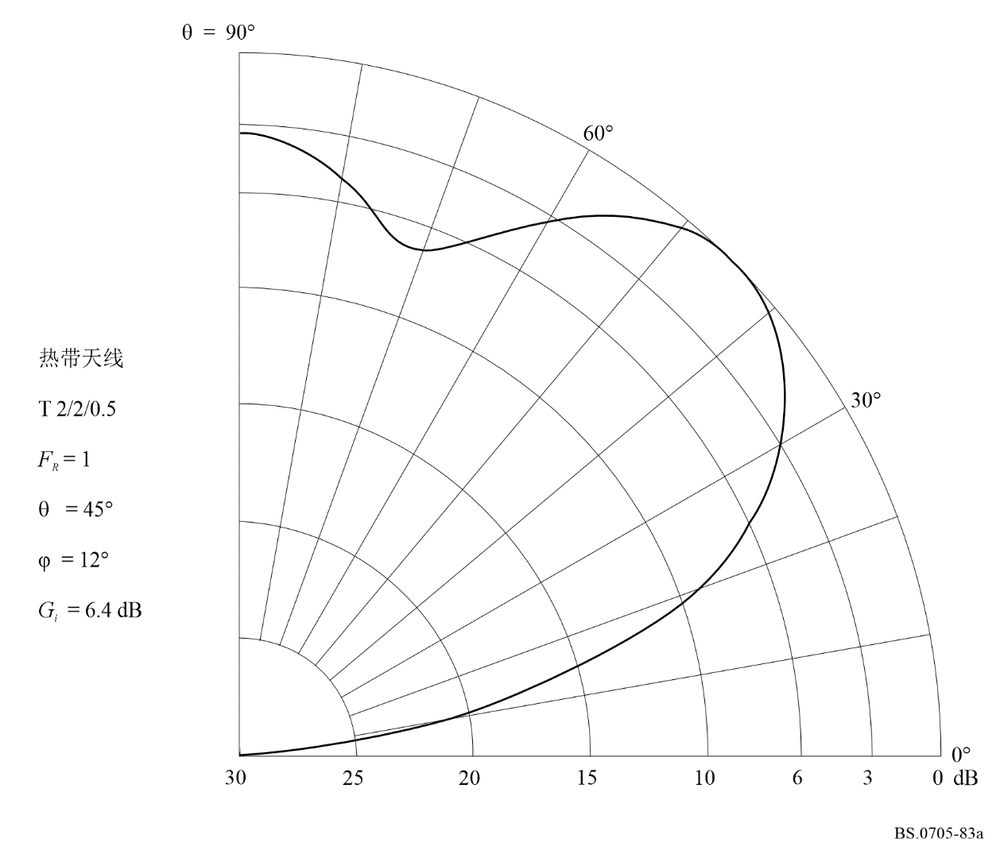 θ = 90°
60°
30°
热带天线
T 2/2/0.5
F_R = 1
θ = 45°
φ = 12°
G_i = 6.4 dB
0°
30 25 20 15 10 6 3 0 dB
BS.0705-83a